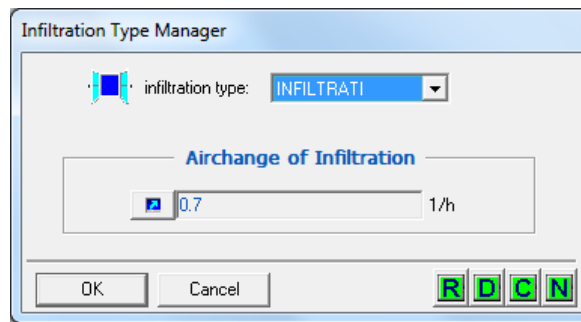 Infiltration Type Manager
infiltration type: INFILTRATI
Airchange of Infiltration
0.7 1/h
OK Cancel R D C N